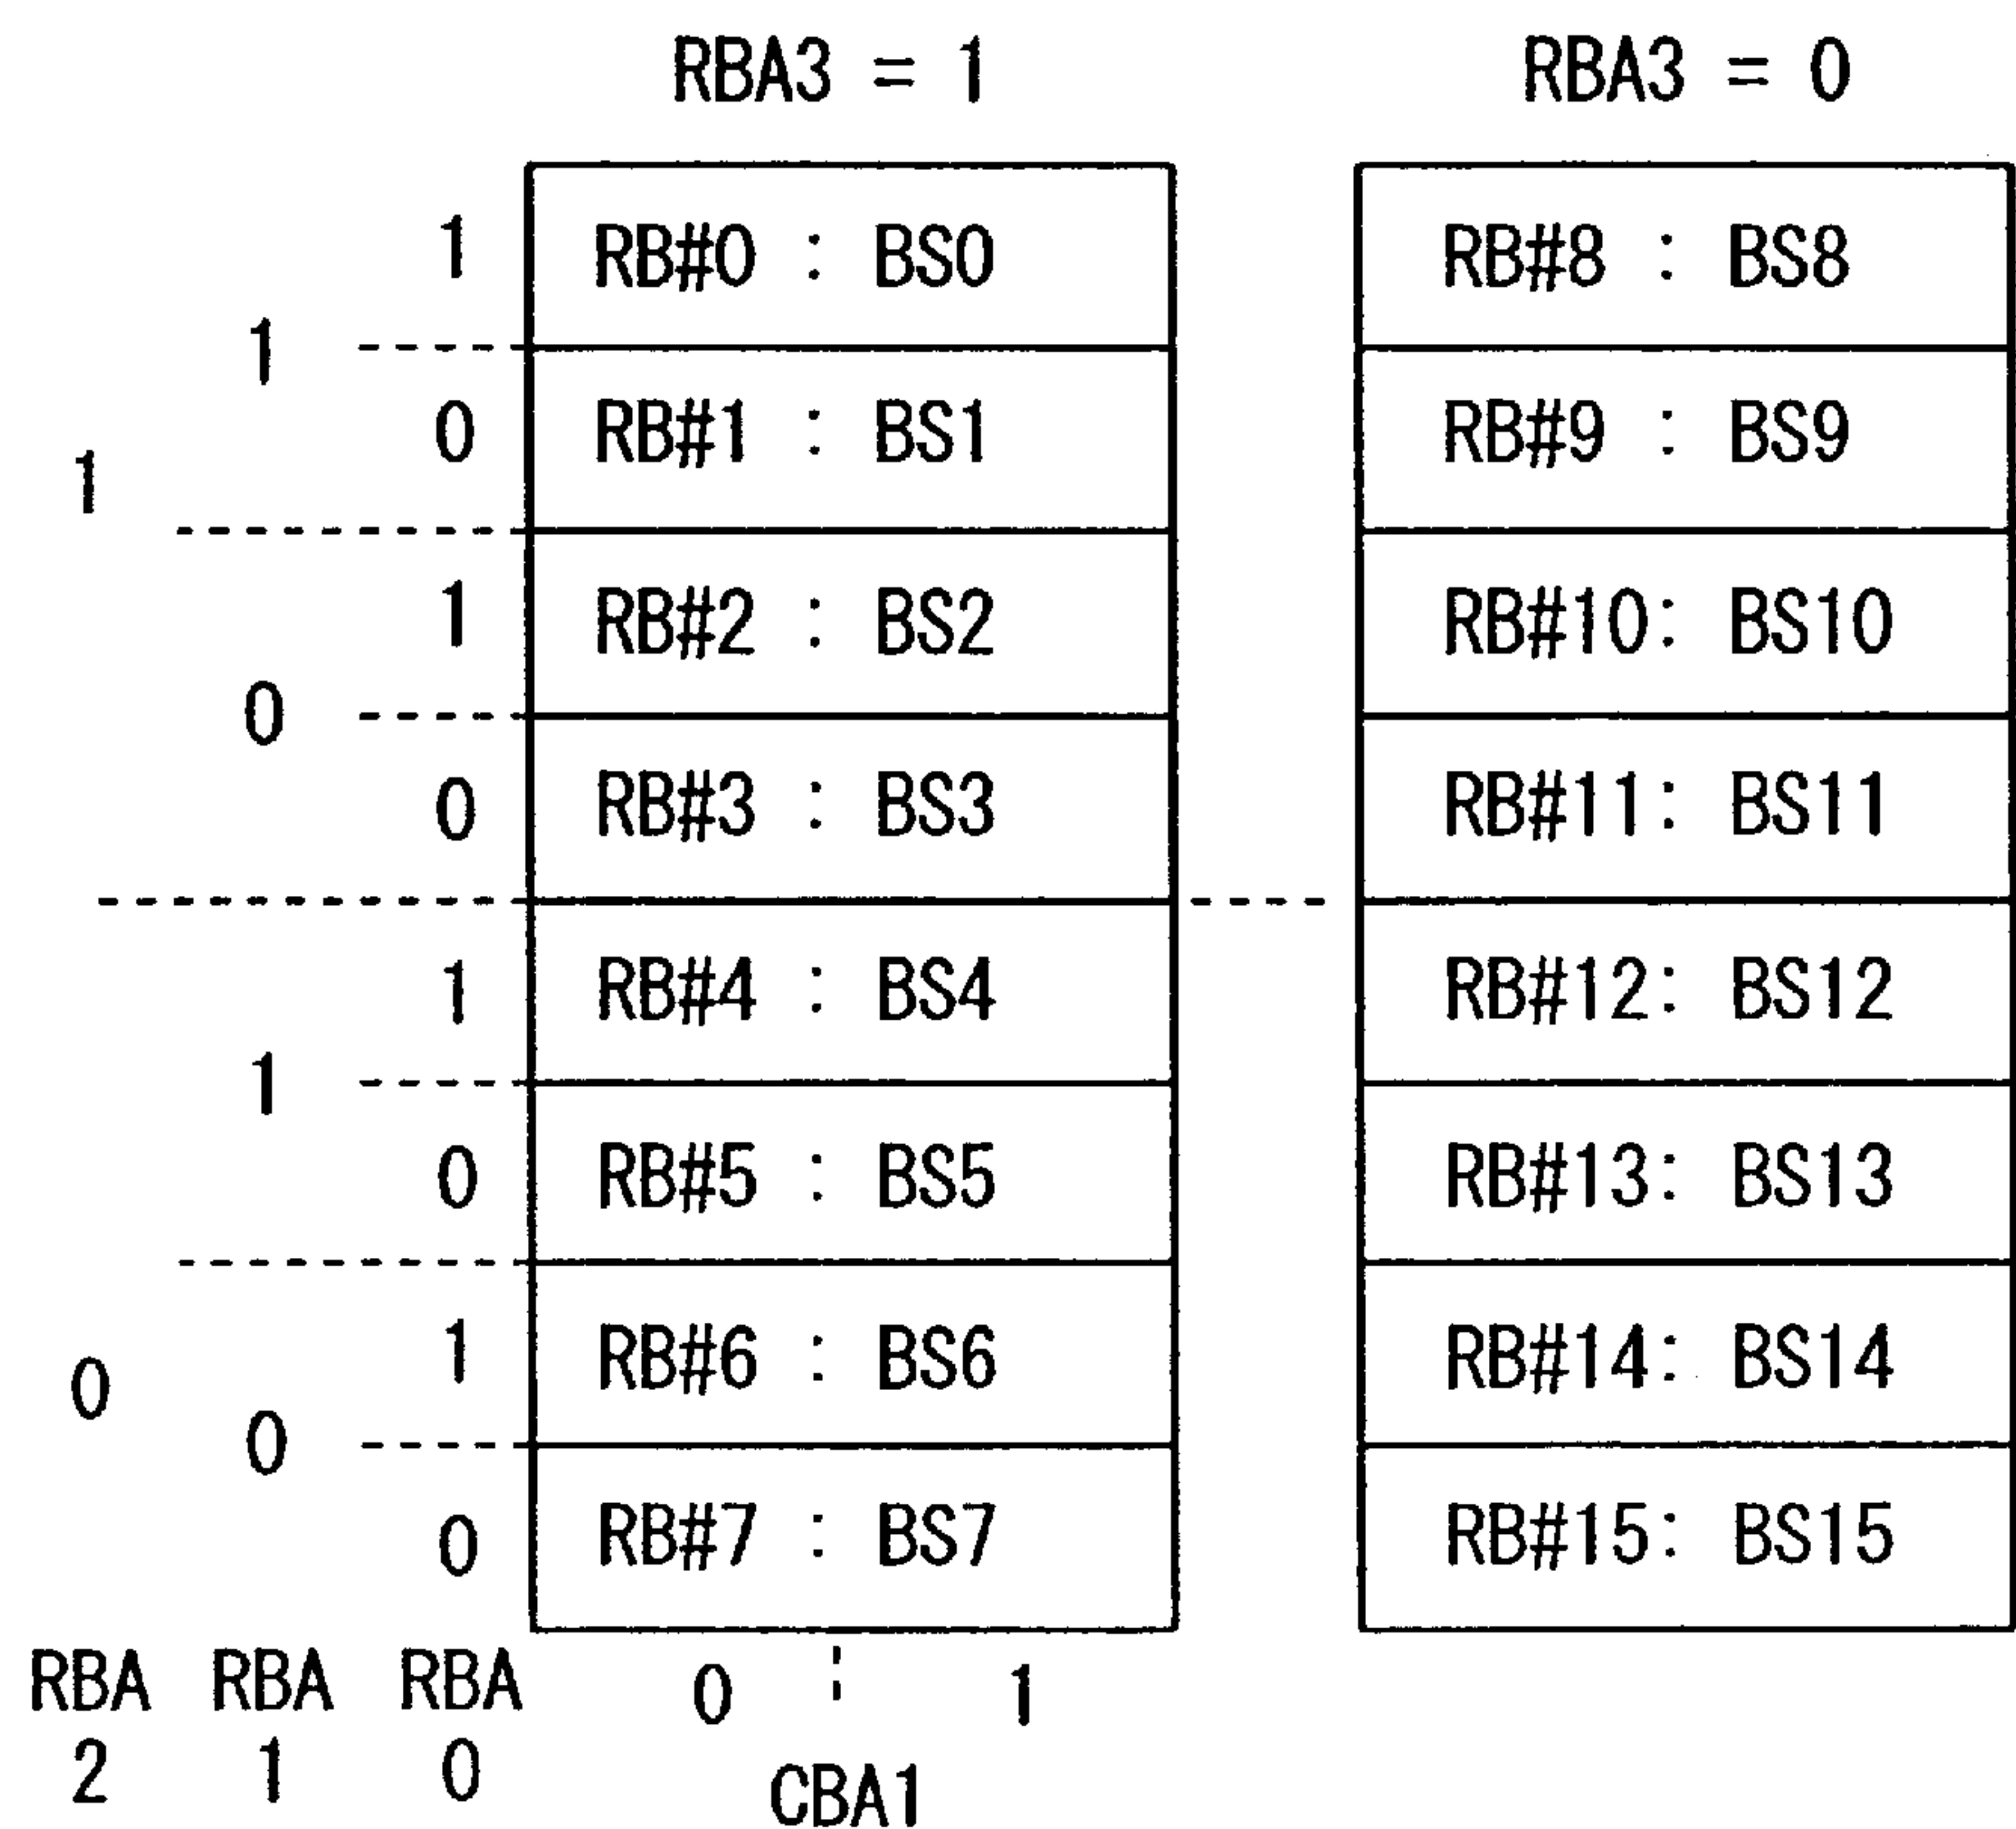 RBA3 = 1 RBA3 = 0
1 RB#0 : BS0 RB#8 : BS8
1
0 RB#1 : BS1 RB#9 : BS9
1
1 RB#2 : BS2 RB#10: BS10
0
0 RB#3 : BS3 RB#11: BS11
1 RB#4 : BS4 RB#12: BS12
1
0 RB#5 : BS5 RB#13: BS13
1 RB#6 : BS6 RB#14: BS14
0
0
0 RB#7 : BS7 RB#15: BS15
RBA RBA RBA 0 1
2 1 0 CBA1